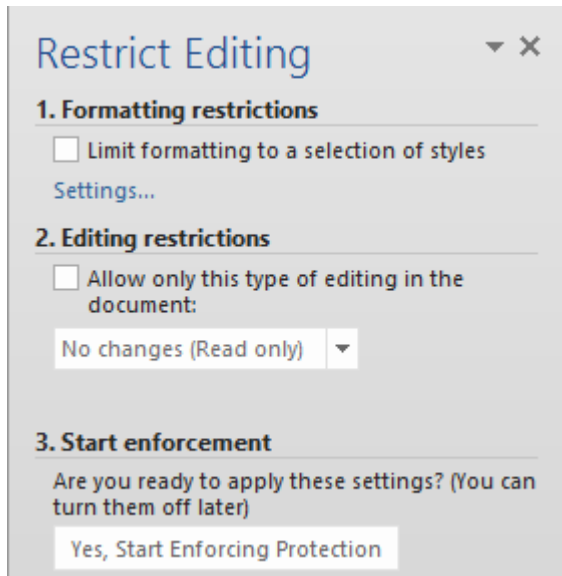 Restrict Editing
1. Formatting restrictions
Limit formatting to a selection of styles
Settings...
2. Editing restrictions
Allow only this type of editing in the
document:
No changes (Read only)
3. Start enforcement
Are you ready to apply these settings? (You can
turn them off later)
Yes, Start Enforcing Protection